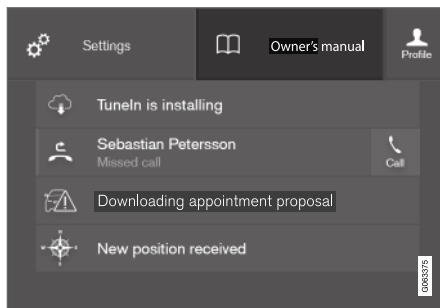 Settings
Owner's manual
Profile
TuneIn is installing
Sebastian Petersson
Missed call
Call
Downloading appointment proposal
New position received
G063375